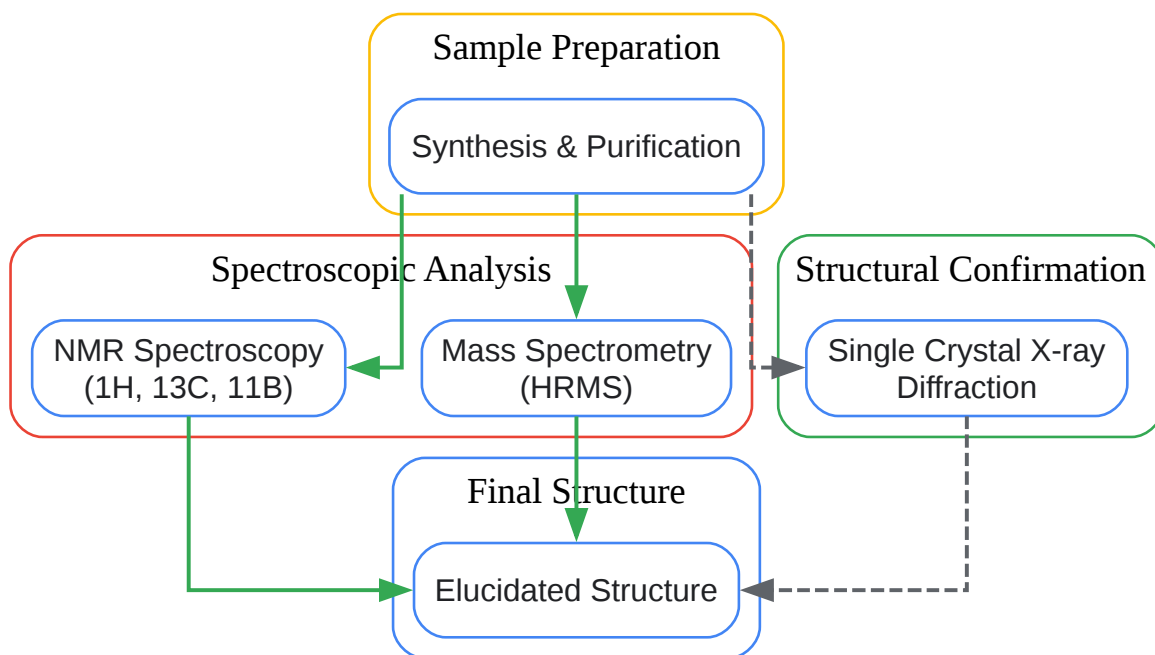 Sample Preparation
Synthesis & Purification
Spectroscopic Analysis
Structural Confirmation
NMR Spectroscopy
(1H, 13C, 11B)
Mass Spectrometry
(HRMS)
Single Crystal X-ray
Diffraction
Final Structure
Elucidated Structure